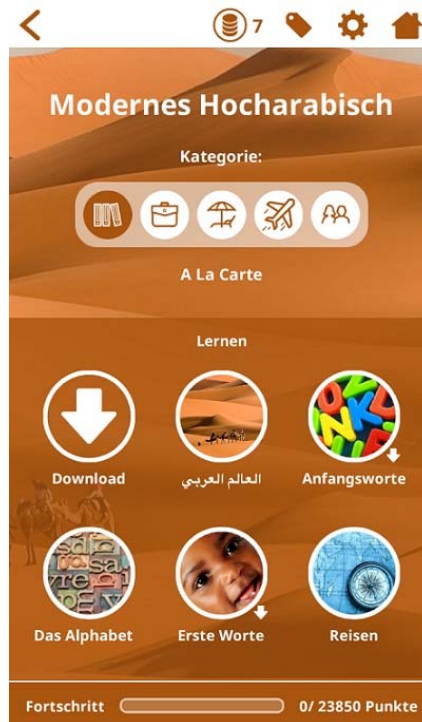 7
Modernes Hocharabisch
Kategorie:
A La Carte
Lernen
Download
العالم العربي
Anfangsworte
Das Alphabet
Erste Worte
Reisen
Fortschritt 0/ 23850 Punkte